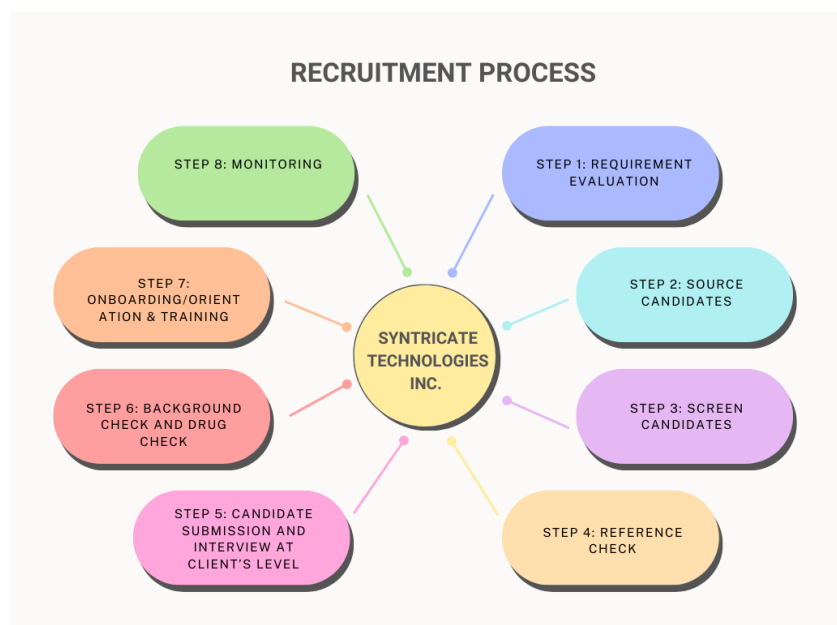 RECRUITMENT PROCESS
STEP 8: MONITORING
STEP 1: REQUIREMENT
EVALUATION
STEP 7:
ONBOARDING/ORIENT
ATION & TRAINING
STEP 2: SOURCE
CANDIDATES
SYNTRICATE
TECHNOLOGIES
INC.
STEP 6: BACKGROUND
CHECK AND DRUG
CHECK
STEP 3: SCREEN
CANDIDATES
STEP 5: CANDIDATE
SUBMISSION AND
INTERVIEW AT
CLIENT'S LEVEL
STEP 4: REFERENCE
CHECK